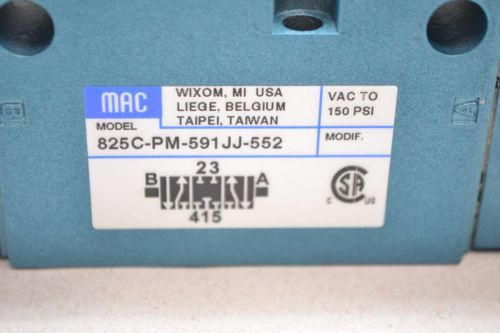 MAC
WIXOM, MI USA
LIEGE, BELGIUM
TAIPEI, TAIWAN
VAC TO
150 PSI
MODEL
825C-PM-591JJ-552
MODIF.
23
B A
415
C SA US
B
A